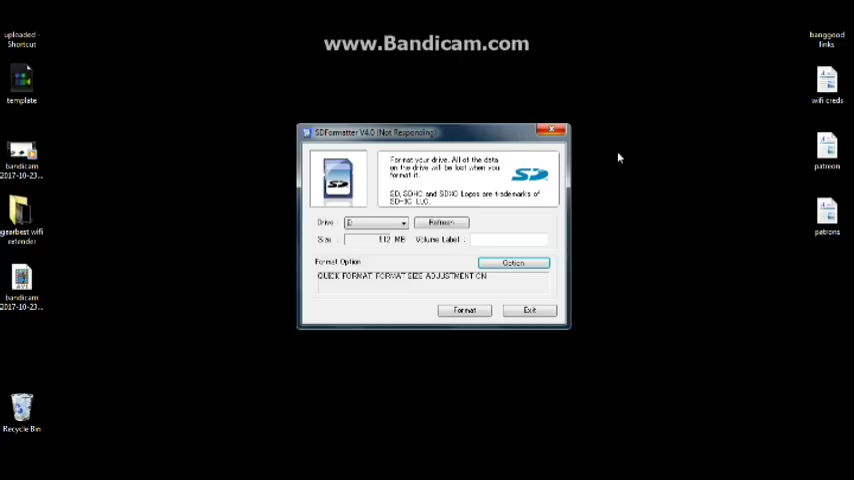 www.Bandicam.com
uploaded -
Shortcut
template
bandicam
2017-10-23...
gearbest wifi
extender
bandicam
2017-10-23...
Recycle Bin
SDFormatter V4.0 (Not Responding)
Format your drive. All of the data
on the drive will be lost when you
format it.
SD, SDHC and SDXC Logos are trademarks of
SD-3C LLC.
SD
Drive :
Refresh
Size :
MB
Volume Label :
Format Option
Option
QUICK FORMAT, FORMAT SIZE ADJUSTMENT ON
Format
Exit
banggood
links
wifi creds
patreon
patrons